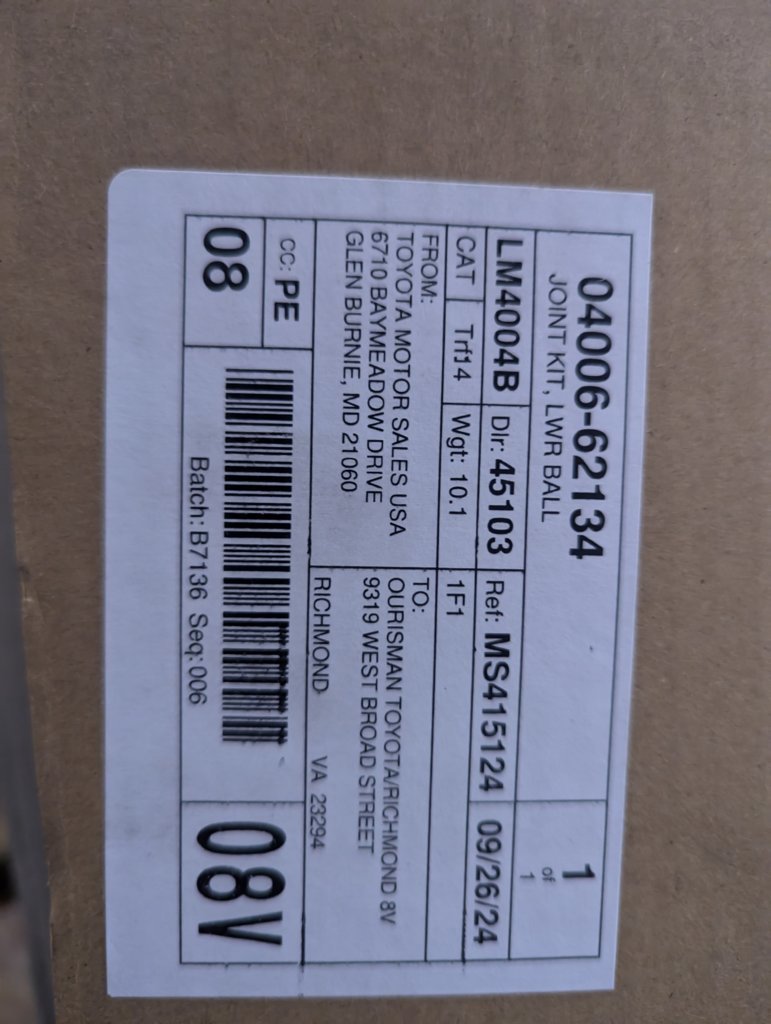 04006-62134
JOINT KIT, LWR BALL
1
of
1
LM4004B Dlr: 45103 Ref: MS415124 09/26/24
CAT Trf14 Wgt: 10.1 1F1
FROM:
TOYOTA MOTOR SALES USA
6710 BAYMEADOW DRIVE
GLEN BURNIE, MD 21060
TO:
OURISMAN TOYOTA/RICHMOND 8V
9319 WEST BROAD STREET
RICHMOND VA 23294
CC: PE
08
Batch: B7136 Seq: 006
08V